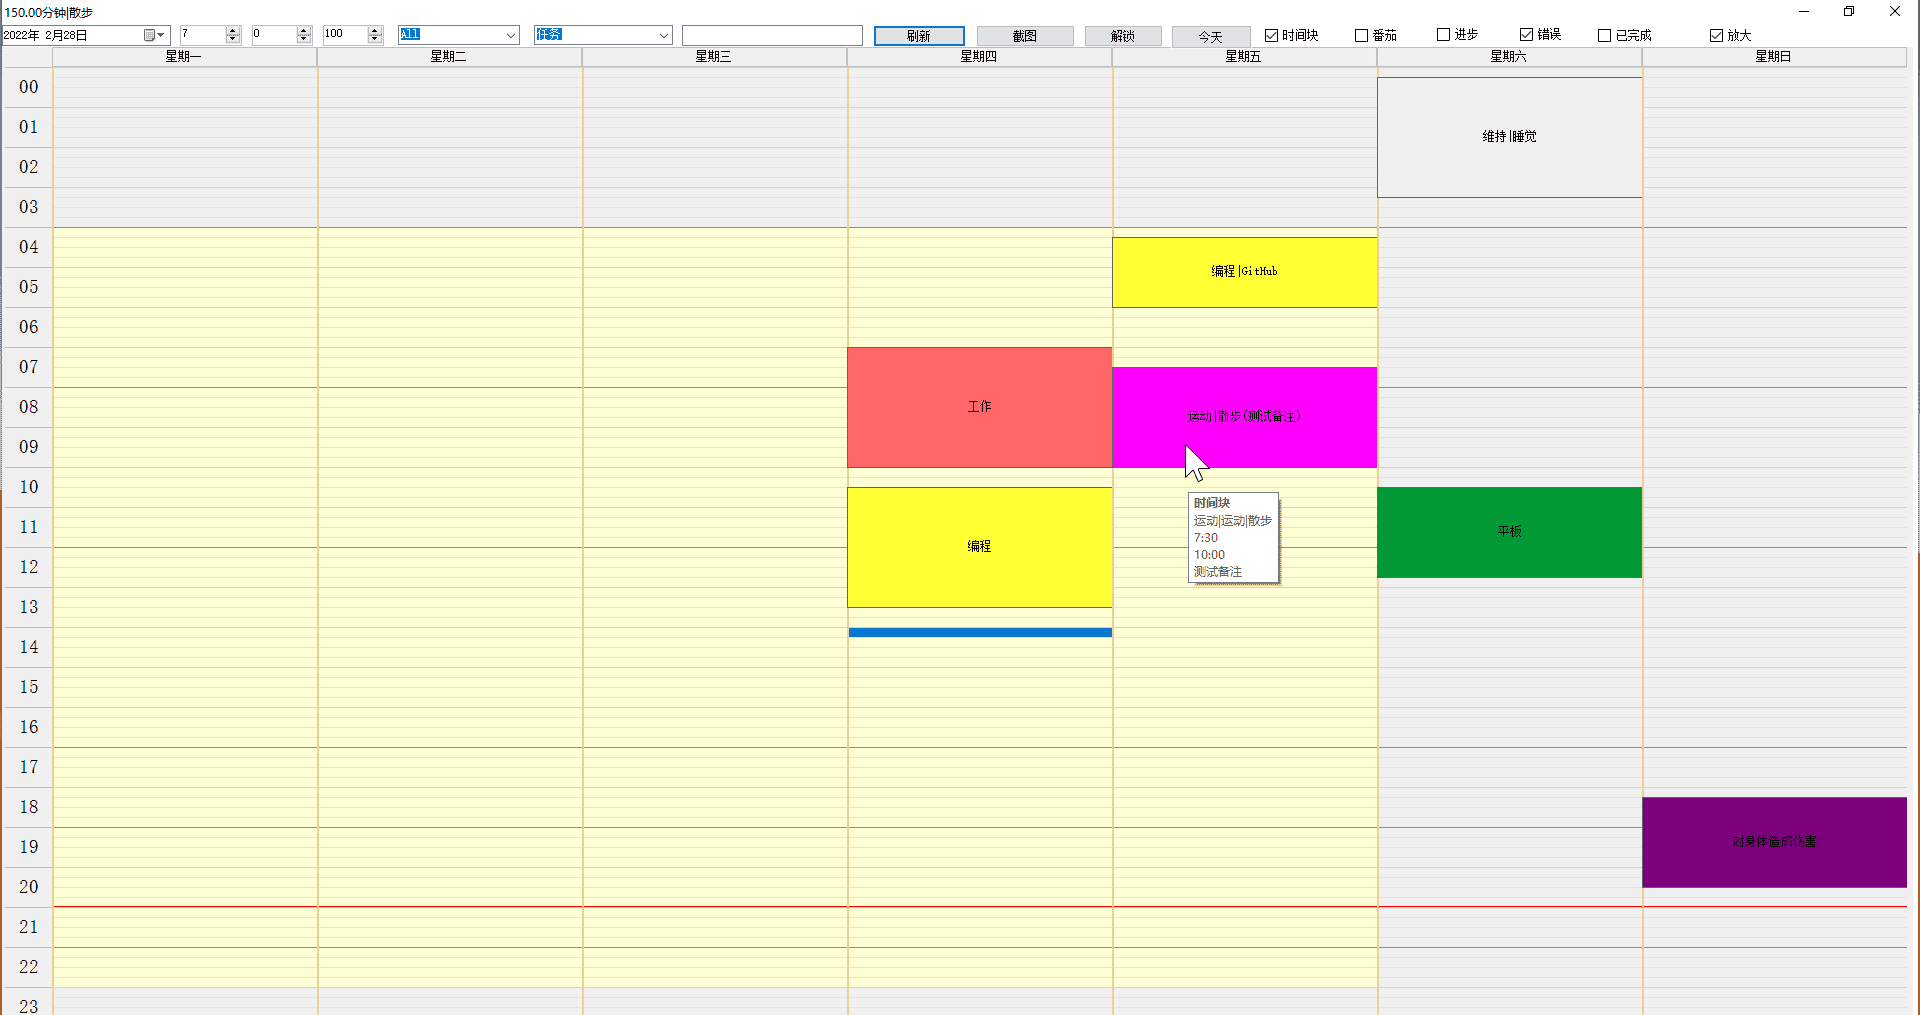 150.00分钟|散步
2022年 2月28日 7 0 100 All 任务 刷新 截图 解锁 今天 时间块 番茄 进步 错误 已完成 放大
星期一 星期二 星期三 星期四 星期五 星期六 星期日
00
01
维持|睡觉
02
03
04
编程|GitHub
05
06
07
08
工作
运动|散步(测试备注)
09
10
时间块
运动|运动|散步
7:30
10:00
测试备注
11
平板
编程
12
13
14
15
16
17
18
19
对身体造成伤害
20
21
22
23